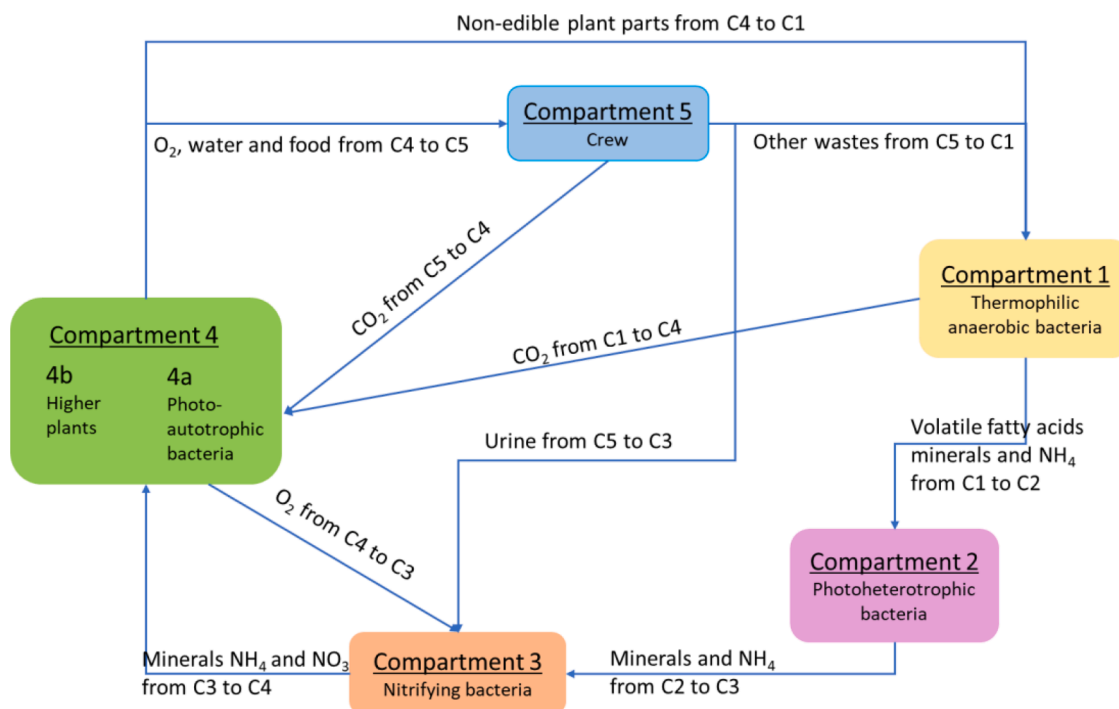 Non-edible plant parts from C4 to C1
Compartment 5
Crew
O₂, water and food from C4 to C5
Other wastes from C5 to C1
CO₂ from C5 to C4
Compartment 1
Thermophilic
anaerobic bacteria
CO₂ from C1 to C4
Compartment 4
4b
Higher
plants
4a
Photo-
autotrophic
bacteria
Urine from C5 to C3
Volatile fatty acids
minerals and NH₄
from C1 to C2
O₂ from C4 to C3
Compartment 2
Photoheterotrophic
bacteria
Minerals NH₄ and NO₃
from C3 to C4
Compartment 3
Nitrifying bacteria
Minerals and NH₄
from C2 to C3